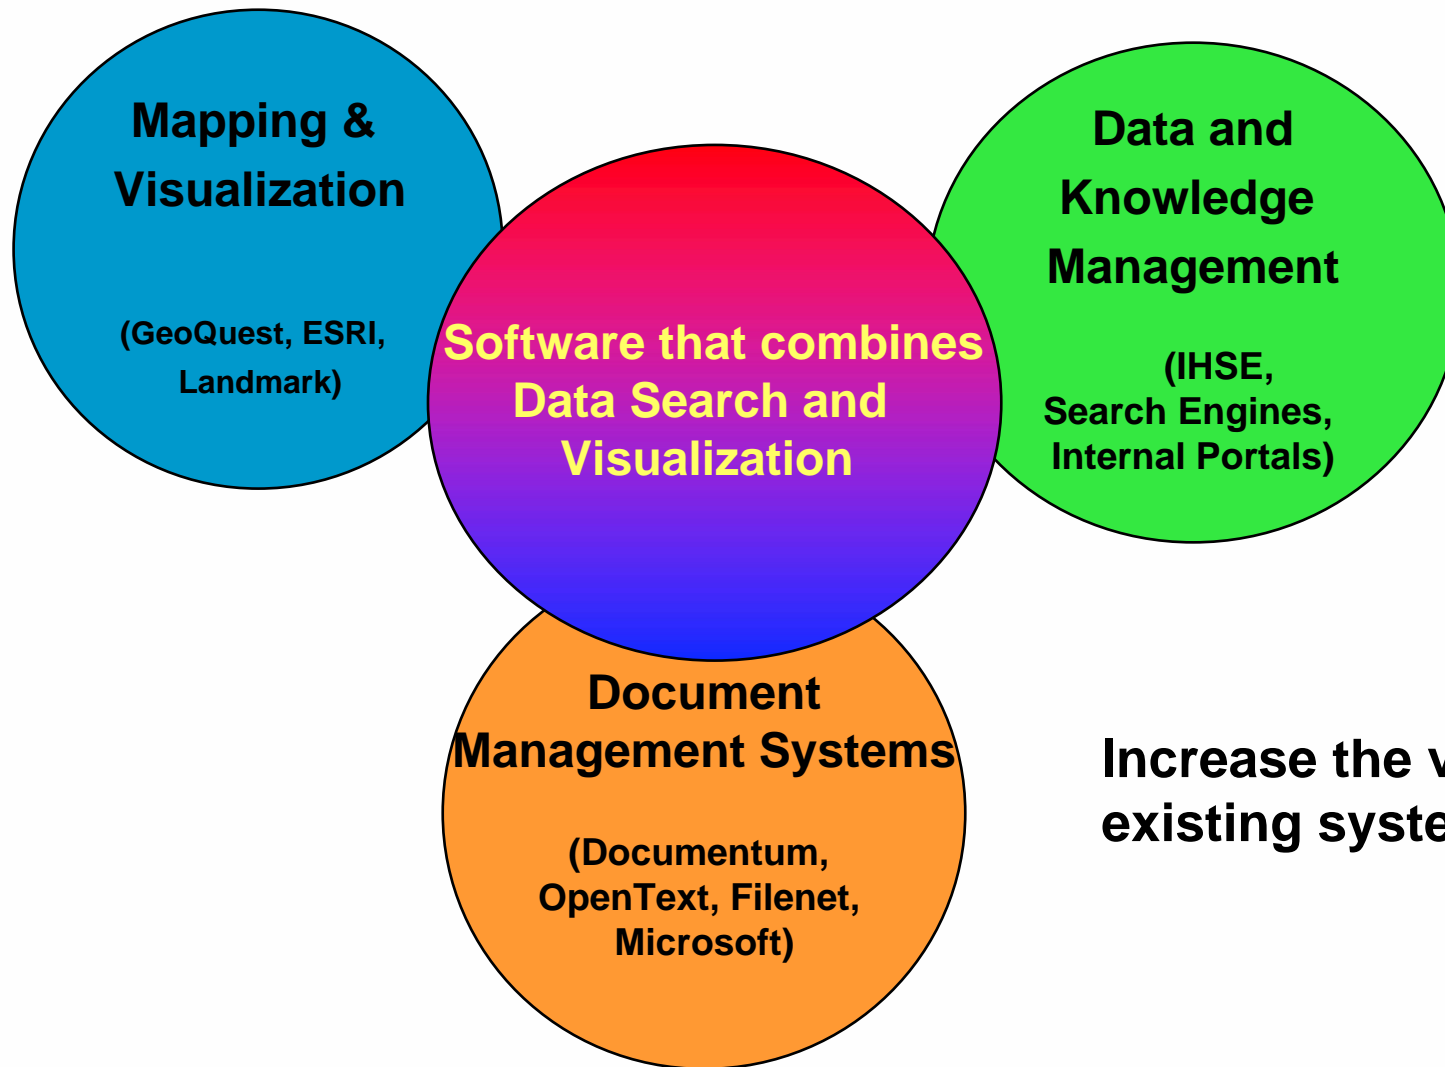 Mapping &
Visualization
(GeoQuest, ESRI,
Landmark)
Software that combines
Data Search and
Visualization
Data and
Knowledge
Management
(IHSE,
Search Engines,
Internal Portals)
Document
Management Systems
(Documentum,
OpenText, Filenet,
Microsoft)
Increase the
existing